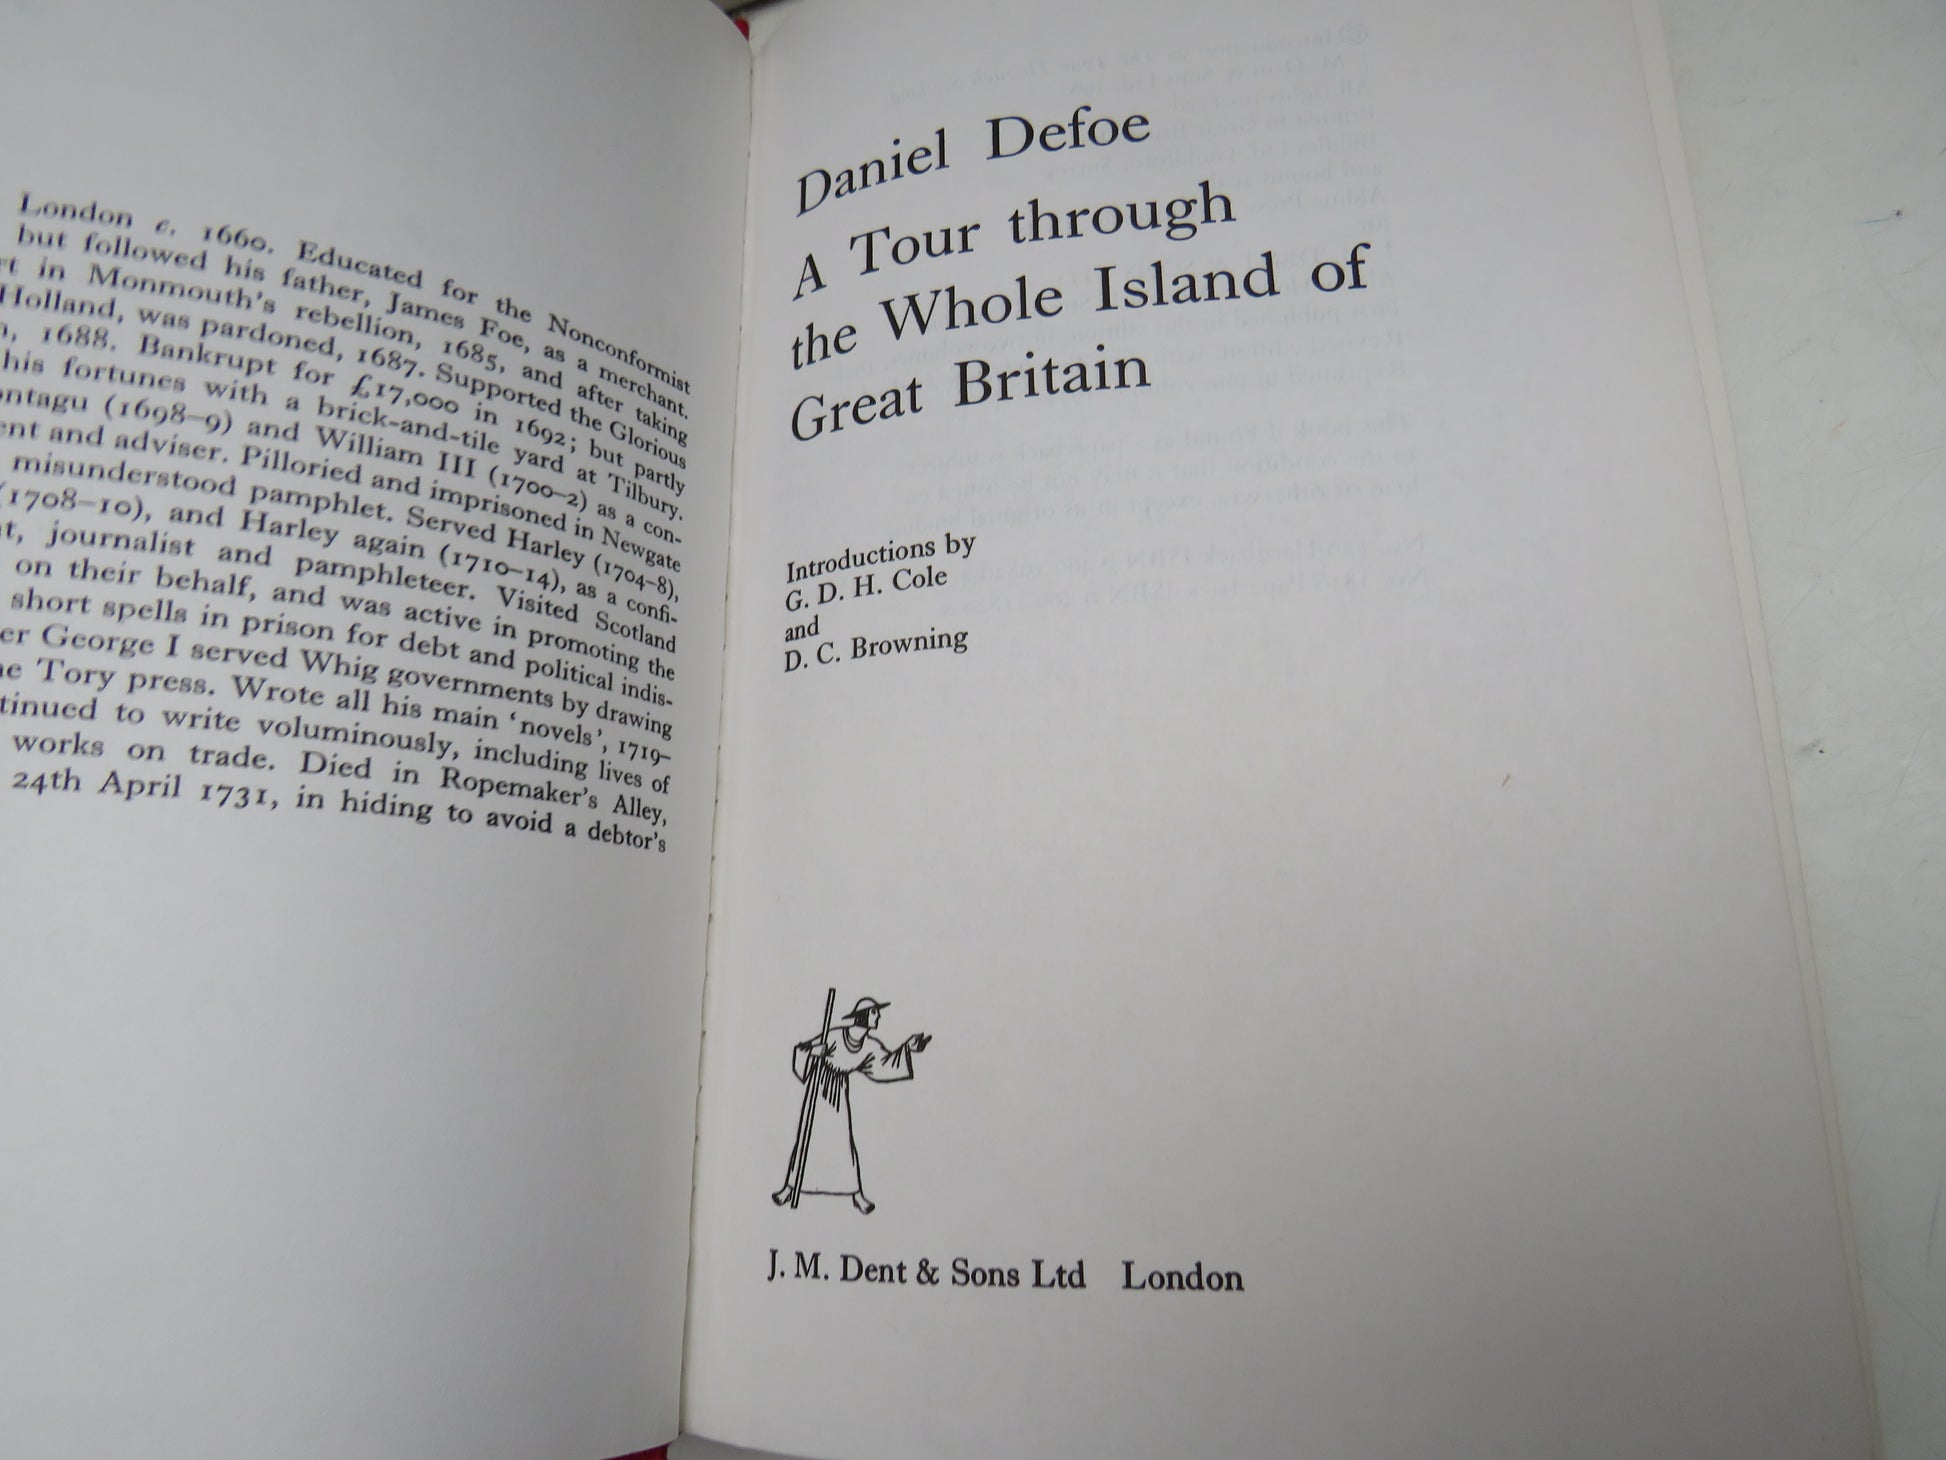 London c. 1660. Educated for the Nonconformist
but followed his father, James Foe, as a merchant.
in Monmouth's rebellion, 1685, and after taking
Holland, was pardoned, 1687. Supported the Glorious
1688. Bankrupt for £17,000 in 1692; but partly
his fortunes with a brick-and-tile yard at Tilbury.
ntagu (1698–9) and William III (1700–2) as a con-
ent and adviser. Pilloried and imprisoned in Newgate
misunderstood pamphlet. Served Harley (1704–8),
(1708–10), and Harley again (1710–14), as a confi-
t, journalist and pamphleteer. Visited Scotland
on their behalf, and was active in promoting the
short spells in prison for debt and political indis-
er George I served Whig governments by drawing
he Tory press. Wrote all his main 'novels', 1719–
tinued to write voluminously, including lives of
works on trade. Died in Ropemaker's Alley,
24th April 1731, in hiding to avoid a debtor's
Daniel Defoe
A Tour through
the Whole Island of
Great Britain
Introductions by
G. D. H. Cole
and
D. C. Browning
J. M. Dent & Sons Ltd London